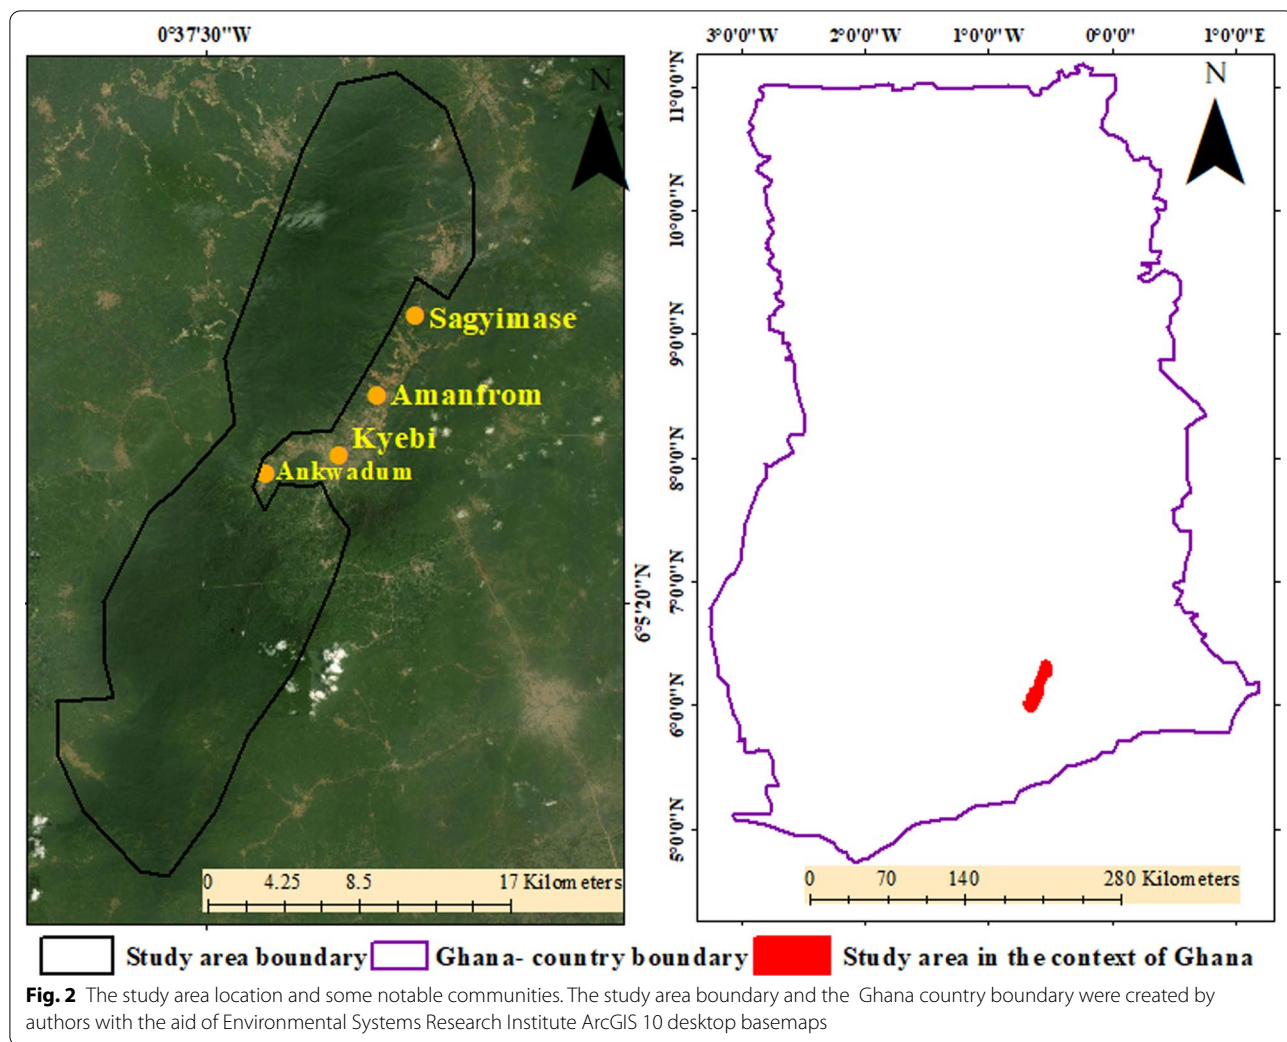 0°37'30"W
3°0'0"W 2°0'0"W 1°0'0"W 0°0'0" 1°0'0"E
N
N
11°0'0"N
10°0'0"N
9°0'0"N
8°0'0"N
7°0'0"N
6°0'0"N
5°0'0"N
Sagyimase
Amanfrom
Kyebi
Ankwadum
6°5'20"N
0 4.25 8.5 17 Kilometers
0 70 140 280 Kilometers
Study area boundary Ghana- country boundary Study area in the context of Ghana
Fig. 2 The study area location and some notable communities. The study area boundary and the Ghana country boundary were created by
authors with the aid of Environmental Systems Research Institute ArcGIS 10 desktop basemaps